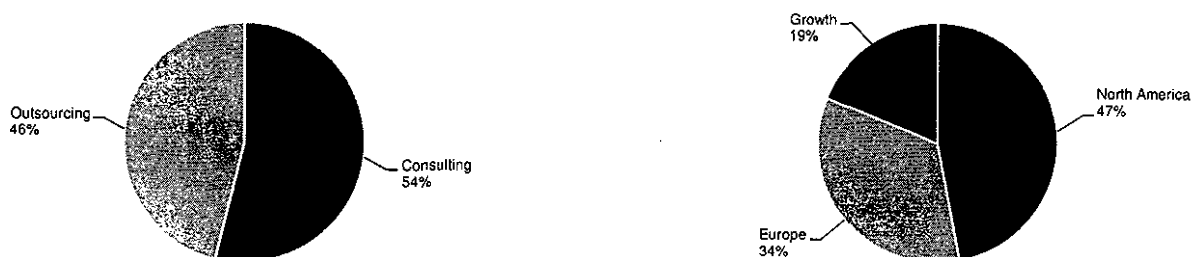 Outsourcing
46%
Consulting
54%
Growth
19%
North America
47%
Europe
34%